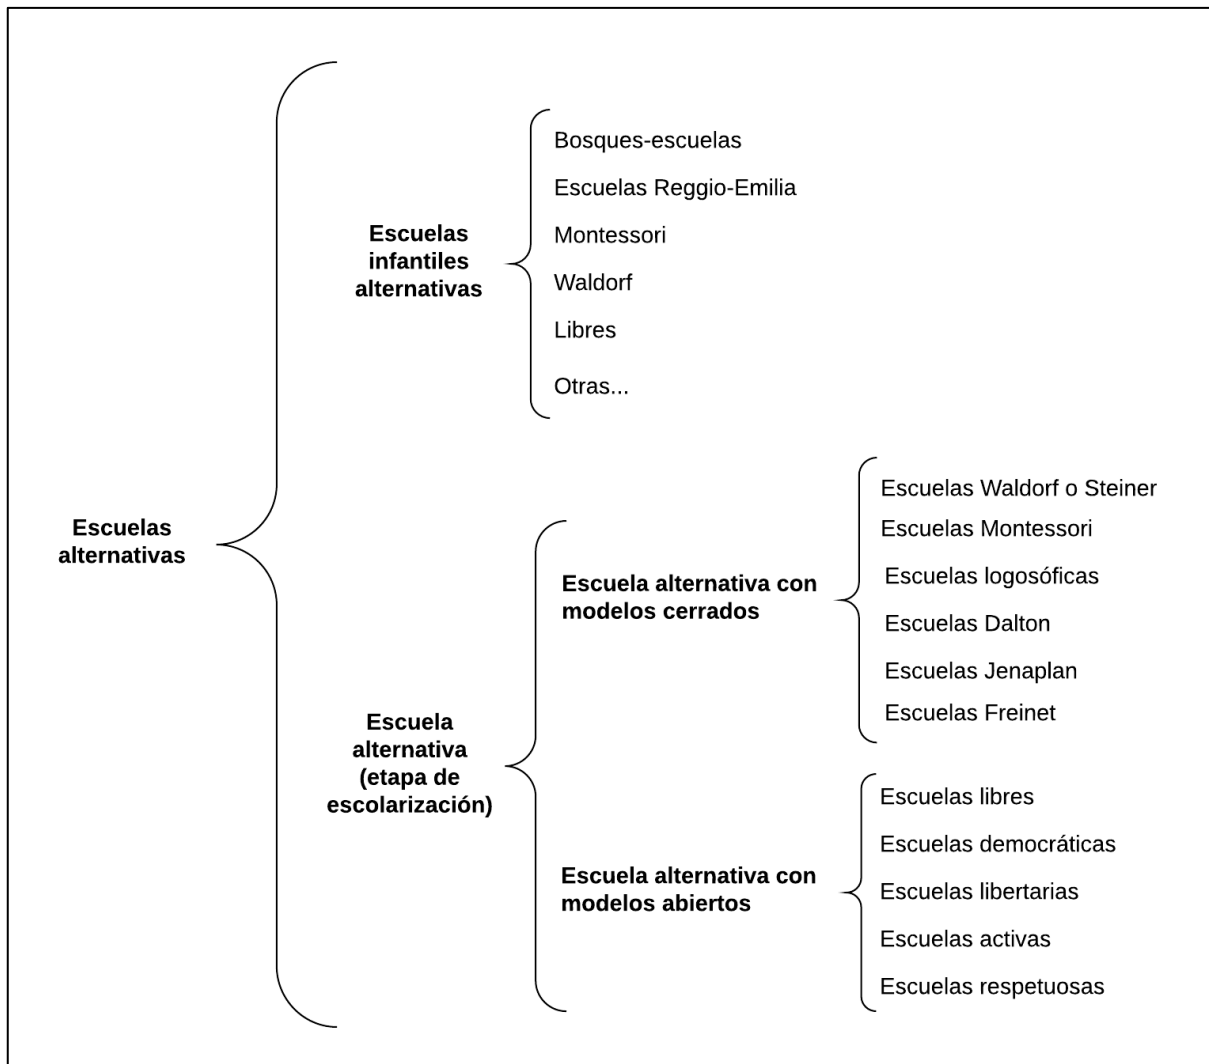 Bosques-escuelas
Escuelas Reggio-Emilia
Escuelas
infantiles
alternativas
Montessori
Waldorf
Libres
Otras...
Escuelas
alternativas
Escuela
alternativa
(etapa de
escolarización)
Escuela alternativa con
modelos cerrados
Escuelas Waldorf o Steiner
Escuelas Montessori
Escuelas logosóficas
Escuelas Dalton
Escuelas Jenaplan
Escuelas Freinet
Escuela alternativa con
modelos abiertos
Escuelas libres
Escuelas democráticas
Escuelas libertarias
Escuelas activas
Escuelas respetuosas